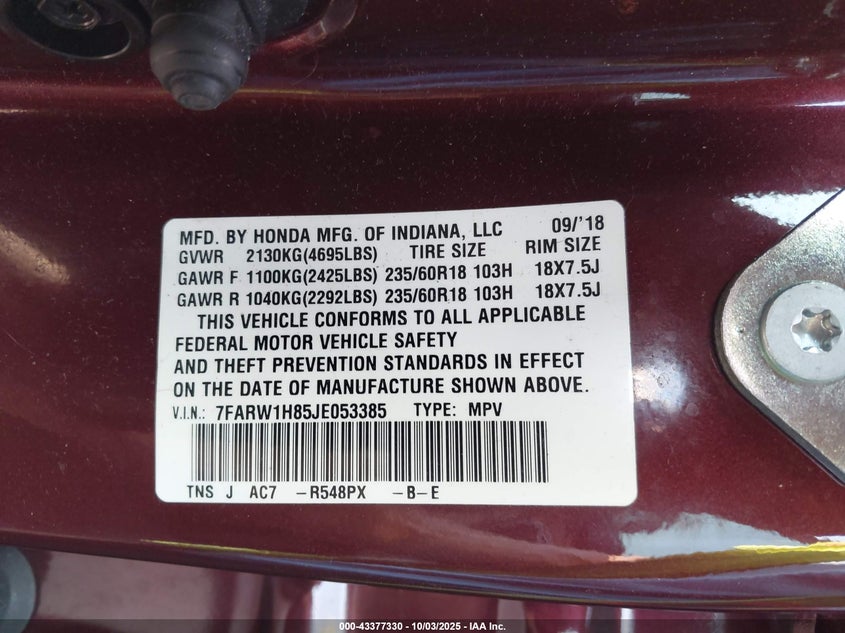 MFD. BY HONDA MFG. OF INDIANA, LLC 09/'18
GVWR 2130KG(4695LBS) TIRE SIZE RIM SIZE
GAWR F 1100KG(2425LBS) 235/60R18 103H 18X7.5J
GAWR R 1040KG(2292LBS) 235/60R18 103H 18X7.5J
THIS VEHICLE CONFORMS TO ALL APPLICABLE
FEDERAL MOTOR VEHICLE SAFETY
AND THEFT PREVENTION STANDARDS IN EFFECT
ON THE DATE OF MANUFACTURE SHOWN ABOVE.
V.I.N.: 7FARW1H85JE053385 TYPE: MPV
TNS J AC7 -R548PX -B-E
000-43377330 - 10/03/2025 - IAA Inc.